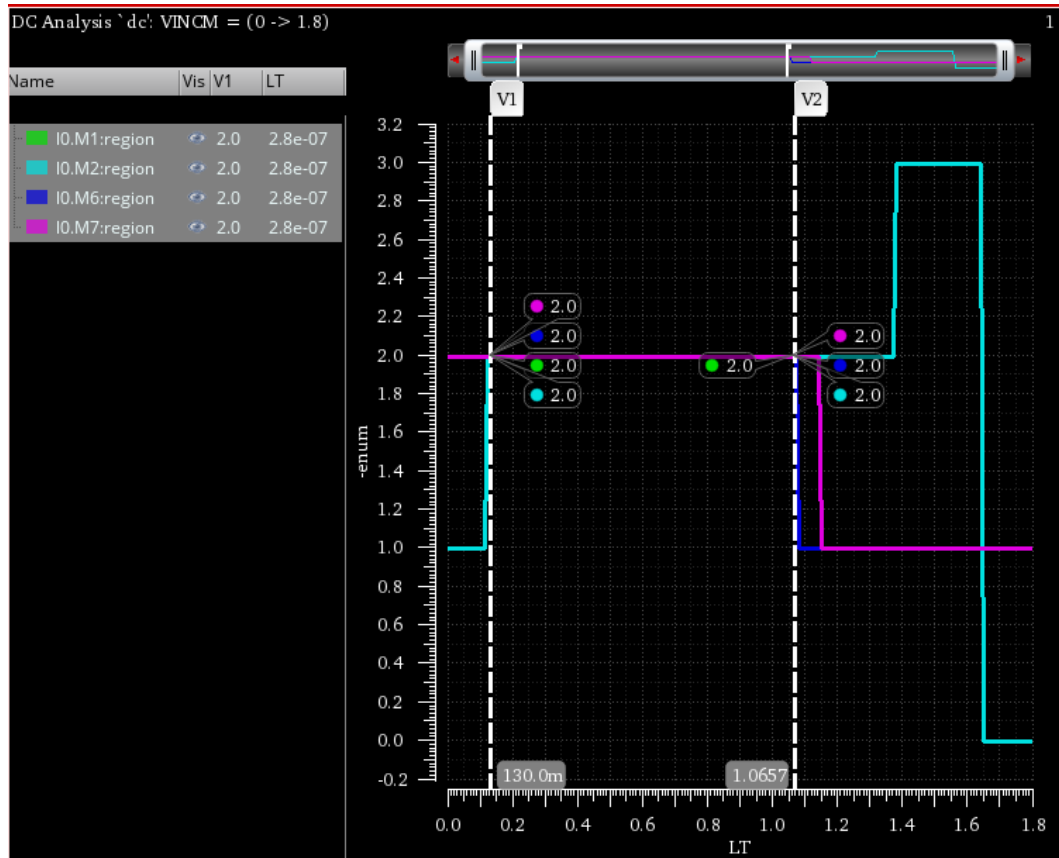 DC Analysis `dc': VINCM = (0 -> 1.8)
1
Name Vis V1 LT
I0.M1:region 2.0 2.8e-07
I0.M2:region 2.0 2.8e-07
I0.M6:region 2.0 2.8e-07
I0.M7:region 2.0 2.8e-07
V1
V2
3.2
3.0
2.8
2.6
2.4
2.2
2.0
1.8
1.6
1.4
1.2
1.0
0.8
0.6
0.4
0.2
0.0
-0.2
-enum
2.0
2.0
2.0
2.0
2.0
2.0
2.0
2.0
130.0m
1.0657
0.0 0.2 0.4 0.6 0.8 1.0 1.2 1.4 1.6 1.8
LT